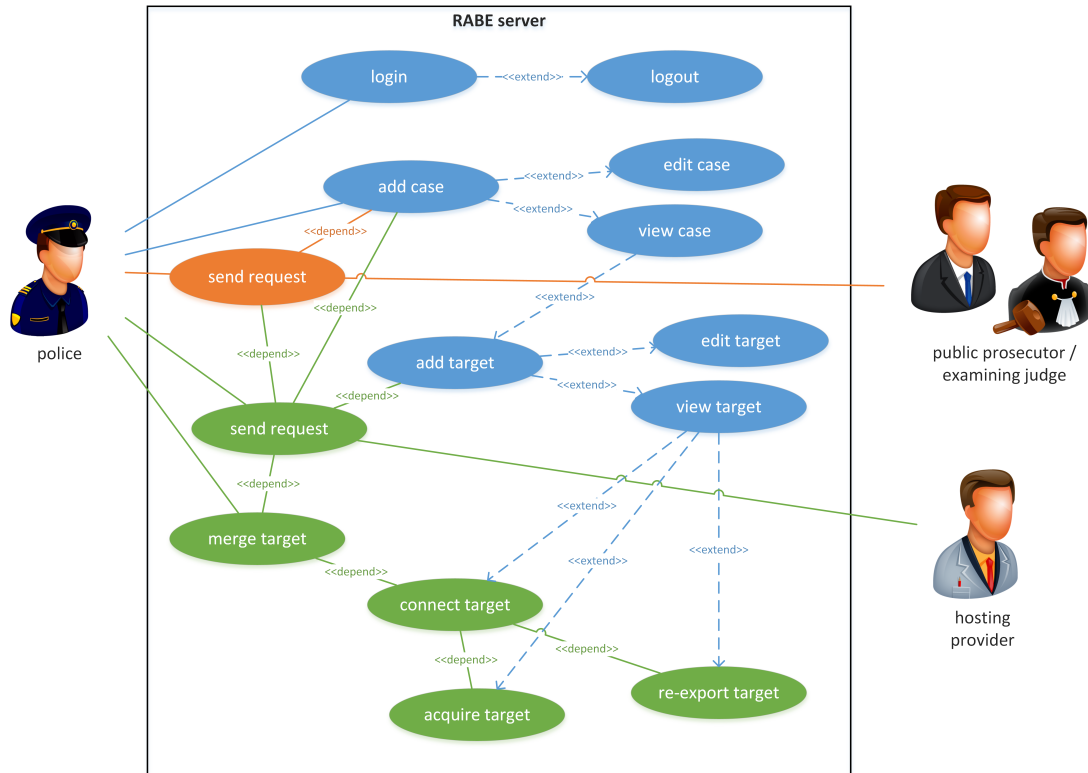 RABE server
login
<<extend>>
logout
edit case
<<extend>>
add case
<<extend>>
view case
<<depend>>
send request
<<extend>>
<<depend>>
edit target
<<extend>>
<<depend>>
add target
<<extend>>
<<depend>>
view target
send request
<<depend>>
<<extend>>
merge target
<<extend>>
<<extend>>
<<depend>>
connect target
<<depend>>
<<depend>>
re-export target
acquire target
police
public prosecutor /
examining judge
hosting
provider